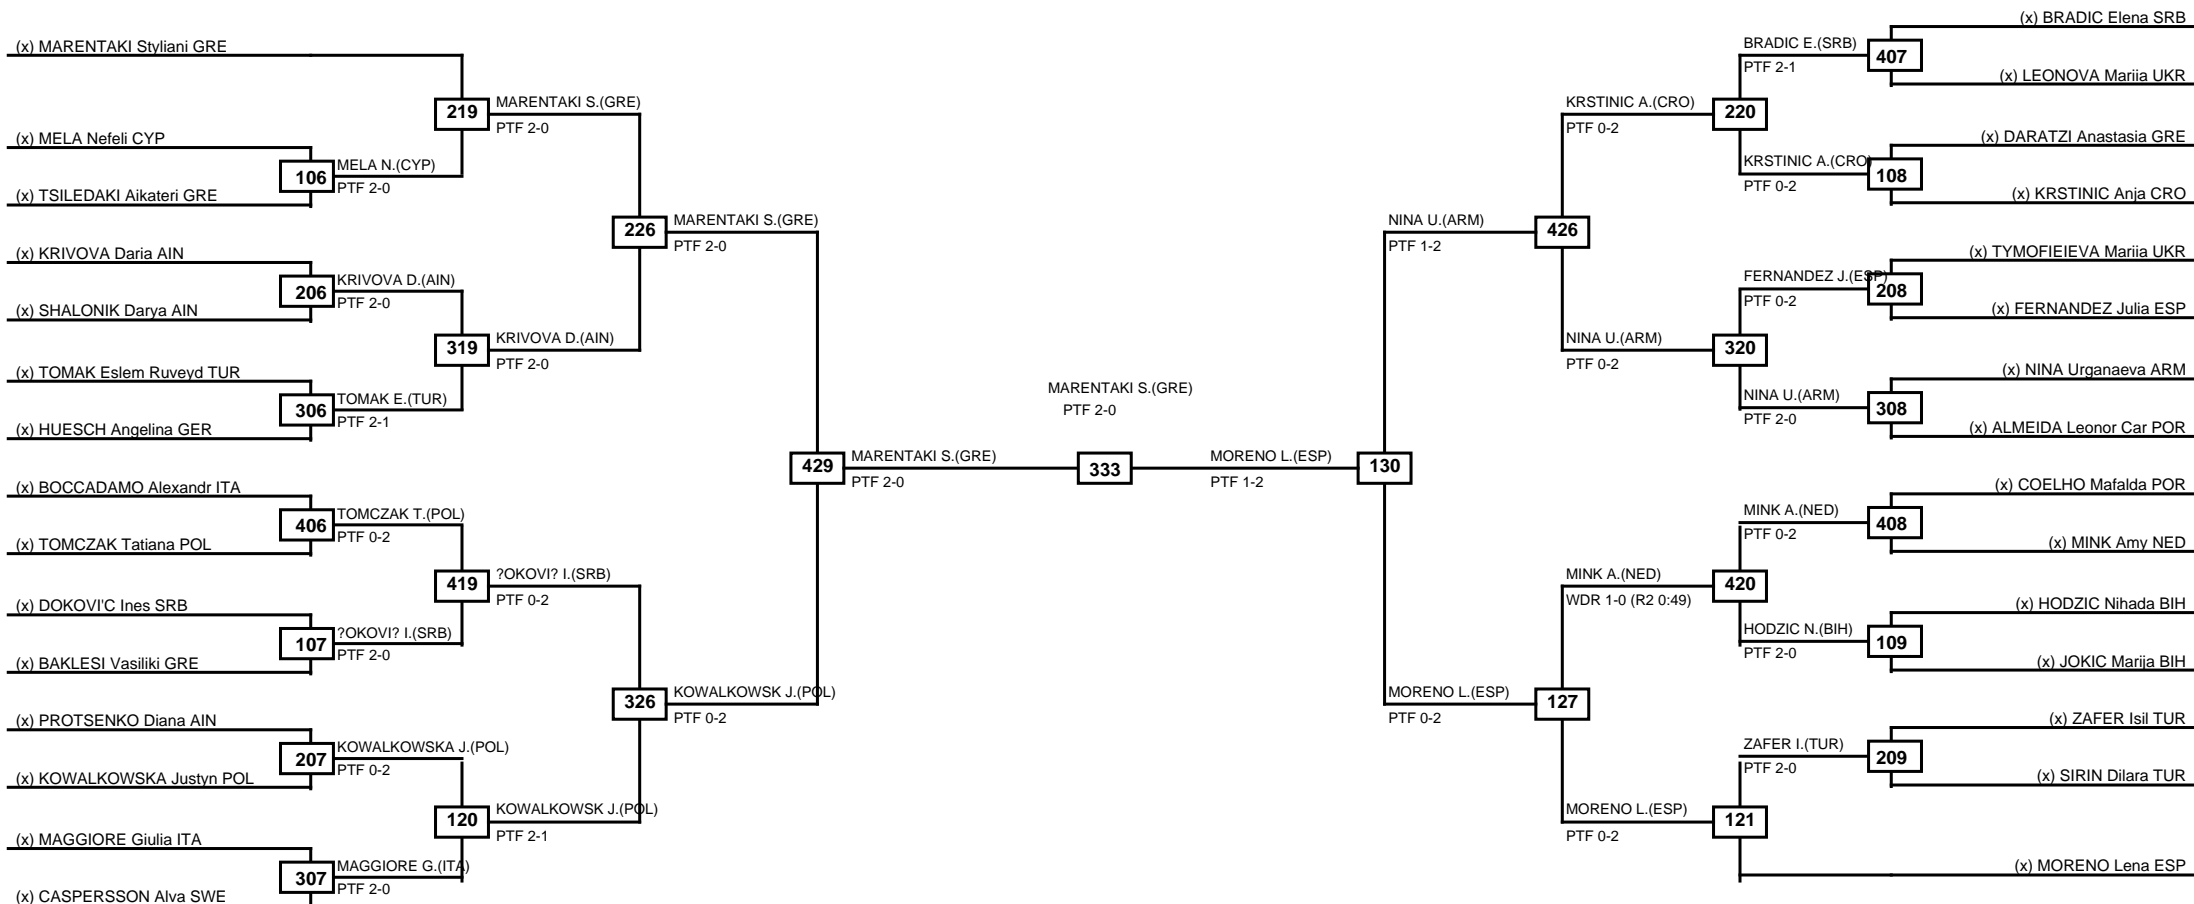 (x) MARENTAKI Styliani GRE
219
MARENTAKI S.(GRE)
PTF 2-0
(x) MELA Nefeli CYP
106
MELA N.(CYP)
PTF 2-0
(x) TSILEDAKI Aikateri GRE
226
MARENTAKI S.(GRE)
PTF 2-0
(x) KRIVOVA Daria AIN
206
KRIVOVA D.(AIN)
PTF 2-0
(x) SHALONIK Darya AIN
319
KRIVOVA D.(AIN)
PTF 2-0
(x) TOMAK Eslem Ruveyd TUR
306
TOMAK E.(TUR)
PTF 2-1
(x) HUESCH Angelina GER
429
MARENTAKI S.(GRE)
PTF 2-0
(x) BOCCADAMO Alexandr ITA
406
TOMCZAK T.(POL)
PTF 0-2
(x) TOMCZAK Tatiana POL
419
?OKOVI? I.(SRB)
PTF 0-2
(x) DOKOVI'C Ines SRB
107
?OKOVI? I.(SRB)
PTF 2-0
(x) BAKLESI Vasiliki GRE
326
KOWALKOWSK J.(POL)
PTF 0-2
(x) PROTSENKO Diana AIN
207
KOWALKOWSKA J.(POL)
PTF 0-2
(x) KOWALKOWSKA Justyn POL
120
KOWALKOWSK J.(POL)
PTF 2-1
(x) MAGGIORE Giulia ITA
307
MAGGIORE G.(ITA)
PTF 2-0
(x) CASPERSSON Alva SWE
MARENTAKI S.(GRE)
PTF 2-0
333
MORENO L.(ESP)
PTF 1-2
130
(x) BRADIC Elena SRB
BRADIC E.(SRB)
PTF 2-1
407
(x) LEONOVA Mariia UKR
KRSTINIC A.(CRO)
PTF 0-2
220
(x) DARATZI Anastasia GRE
KRSTINIC A.(CRO)
PTF 0-2
108
(x) KRSTINIC Anja CRO
NINA U.(ARM)
PTF 1-2
426
(x) TYMOFIEIEVA Mariia UKR
FERNANDEZ J.(ESP)
PTF 0-2
208
(x) FERNANDEZ Julia ESP
NINA U.(ARM)
PTF 0-2
320
(x) NINA Urganaeva ARM
NINA U.(ARM)
PTF 2-0
308
(x) ALMEIDA Leonor Car POR
(x) COELHO Mafalda POR
MINK A.(NED)
PTF 0-2
408
(x) MINK Amy NED
MINK A.(NED)
WDR 1-0 (R2 0:49)
420
(x) HODZIC Nihada BIH
HODZIC N.(BIH)
PTF 2-0
109
(x) JOKIC Marija BIH
MORENO L.(ESP)
PTF 0-2
127
(x) ZAFER Isil TUR
ZAFER I.(TUR)
PTF 2-0
209
(x) SIRIN Dilara TUR
MORENO L.(ESP)
PTF 0-2
121
(x) MORENO Lena ESP